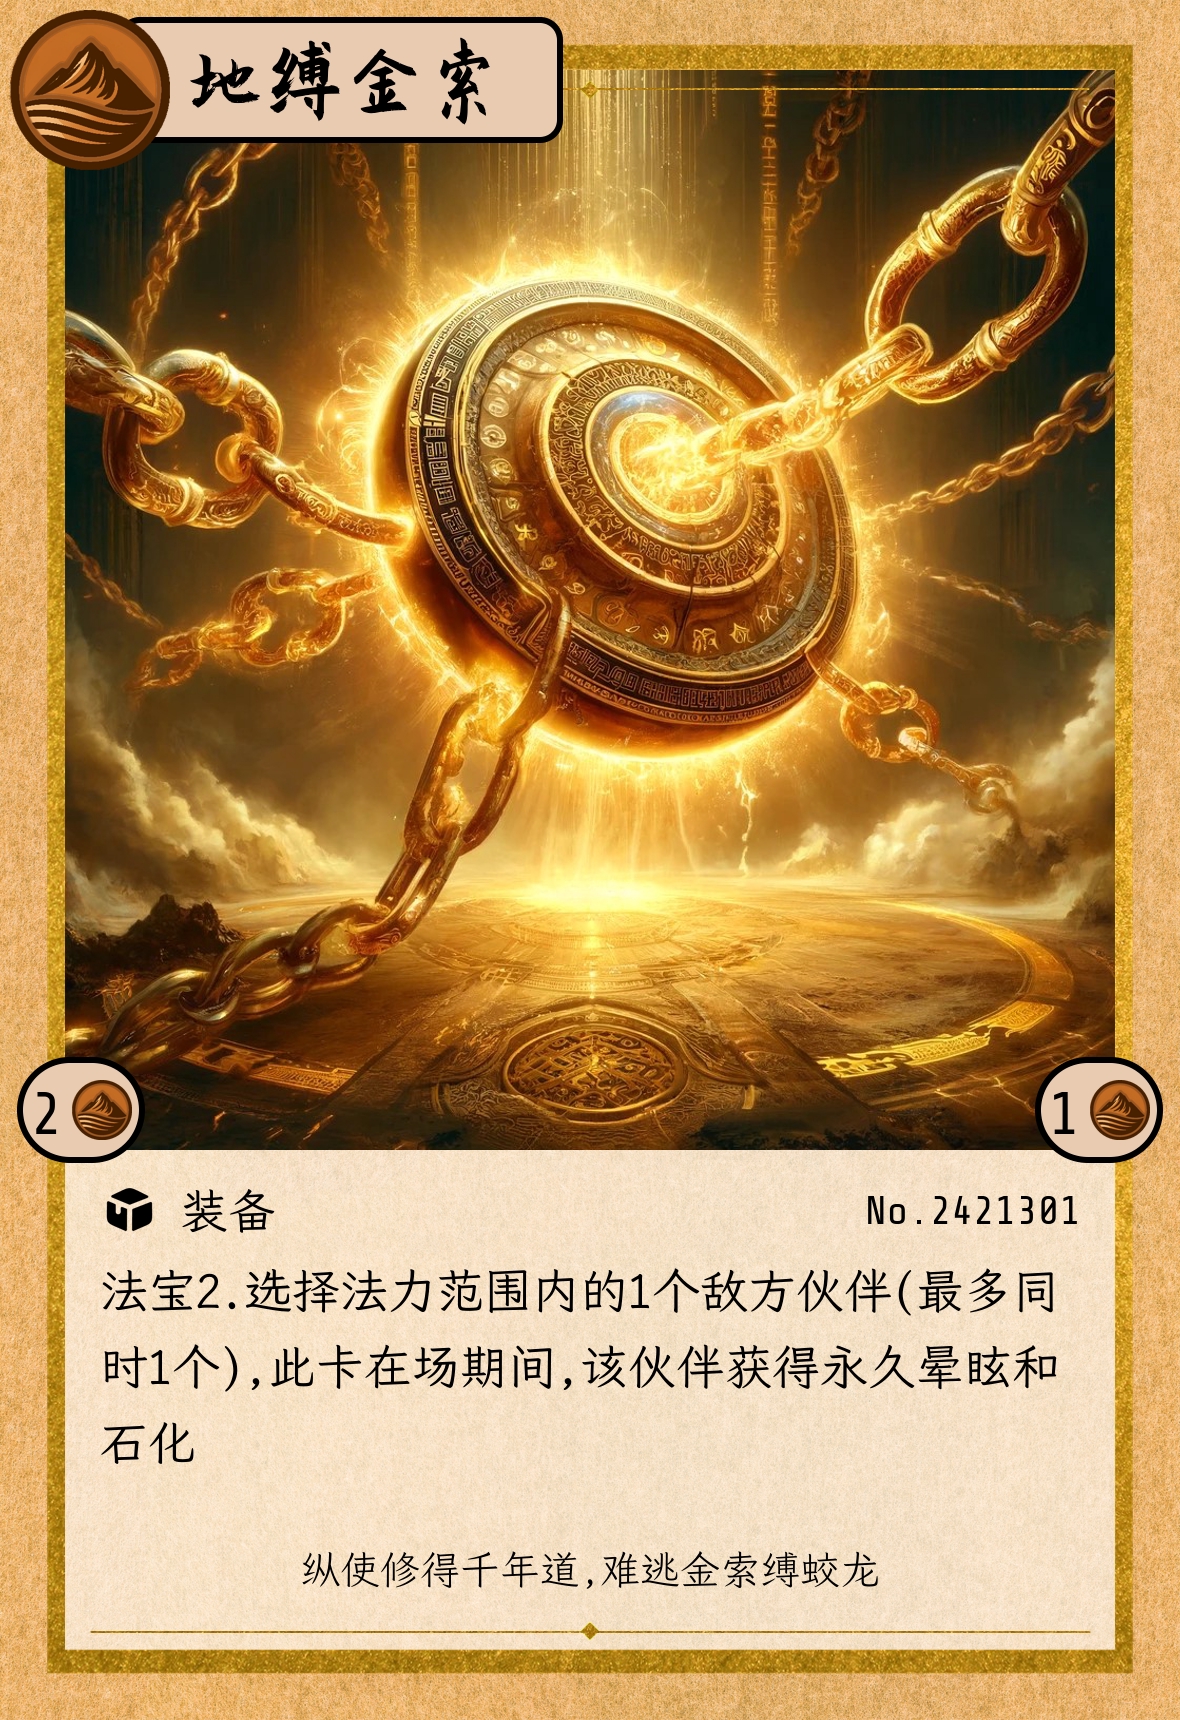 地缚金索
2
1
装备
No.2421301
法宝2.选择法力范围内的1个敌方伙伴(最多同
时1个),此卡在场期间,该伙伴获得永久晕眩和
石化
纵使修得千年道,难逃金索缚蛟龙